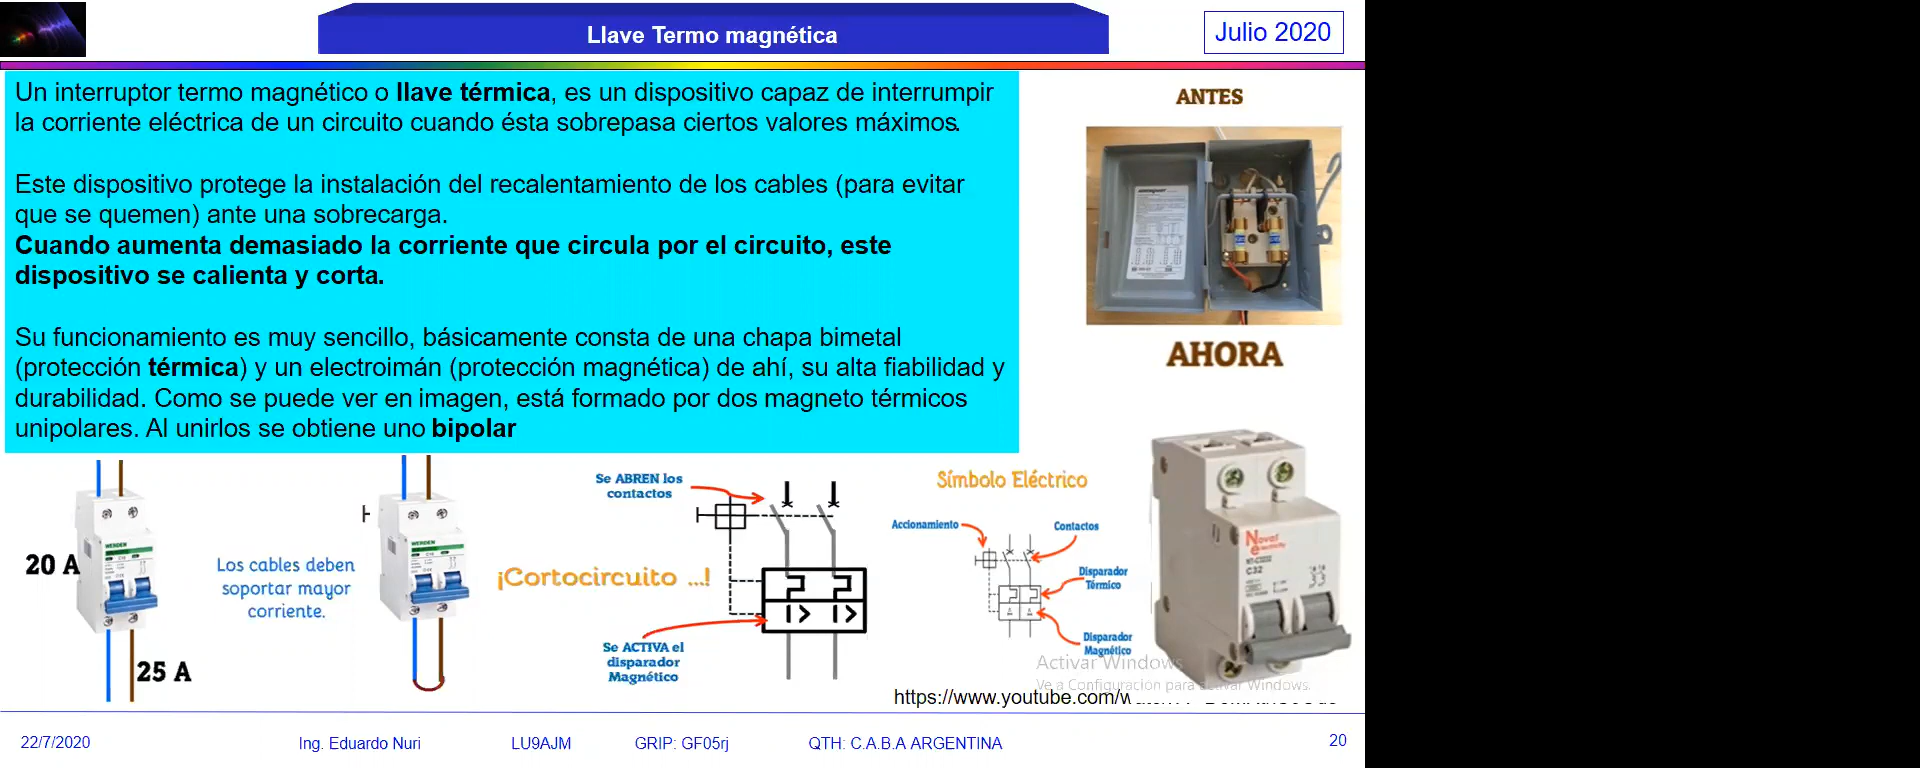 Llave Termo magnética
Julio 2020
Un interruptor termo magnético o llave térmica, es un dispositivo capaz de interrumpir
la corriente eléctrica de un circuito cuando ésta sobrepasa ciertos valores máximos.
Este dispositivo protege la instalación del recalentamiento de los cables (para evitar
que se quemen) ante una sobrecarga.
Cuando aumenta demasiado la corriente que circula por el circuito, este
dispositivo se calienta y corta.
Su funcionamiento es muy sencillo, básicamente consta de una chapa bimetal
(protección térmica) y un electroimán (protección magnética) de ahí, su alta fiabilidad y
durabilidad. Como se puede ver en imagen, está formado por dos magneto térmicos
unipolares. Al unirlos se obtiene uno bipolar
ANTES
AHORA
20 A
WERDEN
25 A
Los cables deben
soportar mayor
corriente.
WERDEN
¡Cortocircuito ...!
Se ABREN los
contactos
I> I>
Se ACTIVA el
disparador
Magnético
Símbolo Eléctrico
Accionamiento
Contactos
Disparador
Térmico
Disparador
Magnético
Noval
electricity
C32
Activar Windows
Ve a Configuración para activar Windows.
https://www.youtube.com/w
22/7/2020
Ing. Eduardo Nuri
LU9AJM
GRIP: GF05rj
QTH: C.A.B.A ARGENTINA
20